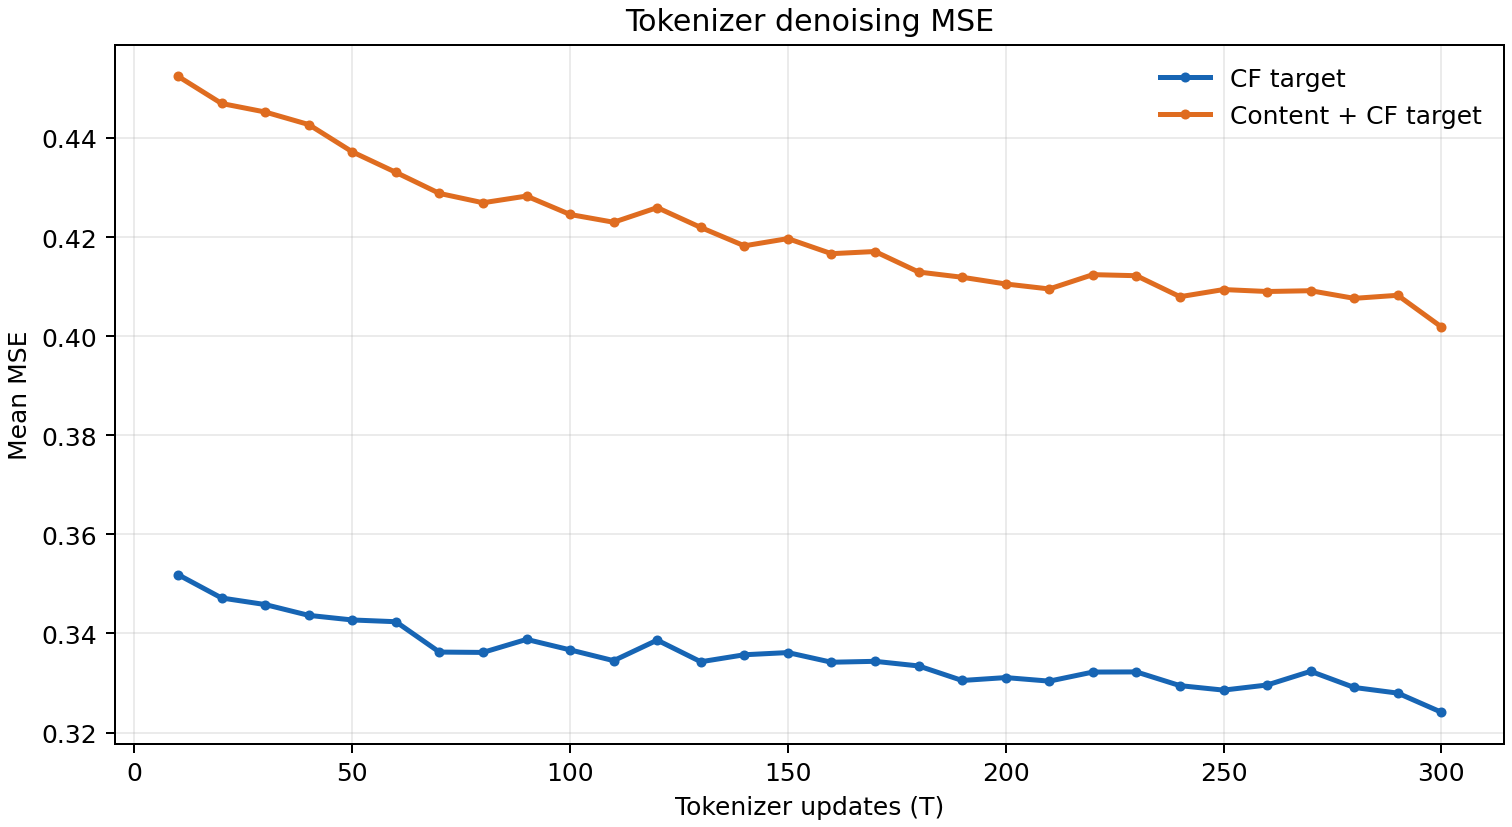 Tokenizer denoising MSE
CF target
Content + CF target
Mean MSE
0.44
0.42
0.40
0.38
0.36
0.34
0.32
0 50 100 150 200 250 300
Tokenizer updates (T)